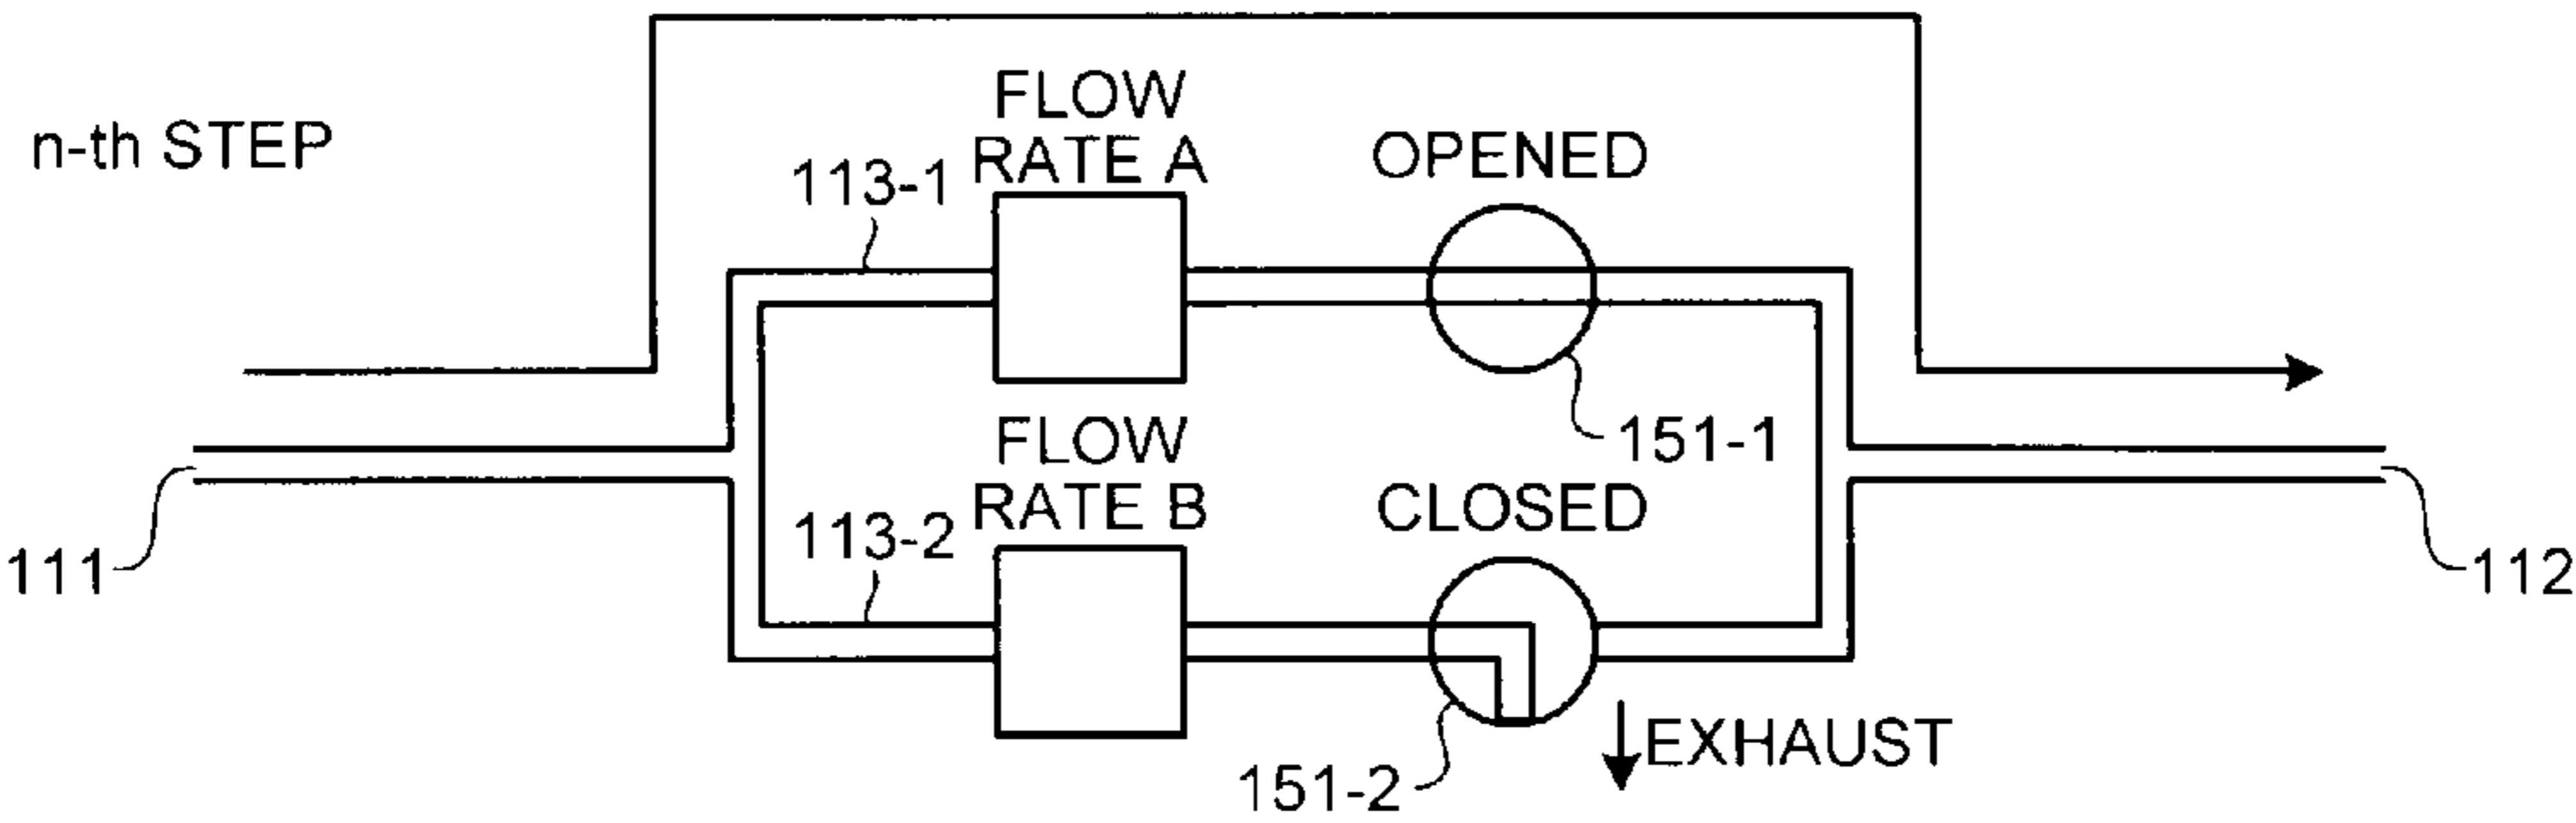 n-th STEP
FLOW
RATE A
OPENED
113-1
151-1
FLOW
RATE B
CLOSED
113-2
111
112
EXHAUST
151-2